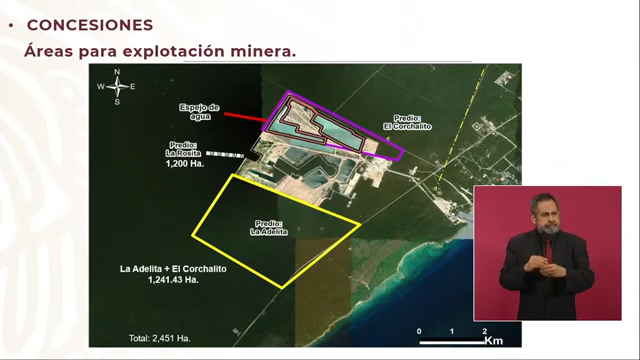 • CONCESIONES
Áreas para explotación minera.
N
W E
S
Espejo de
agua
Predio:
El Corchalito
Predio:
La Rosita
1,200 Ha.
Predio:
La Adelita
La Adelita + El Corchalito
1,241.43 Ha.
Total: 2,451 Ha.
0 1 2
Km